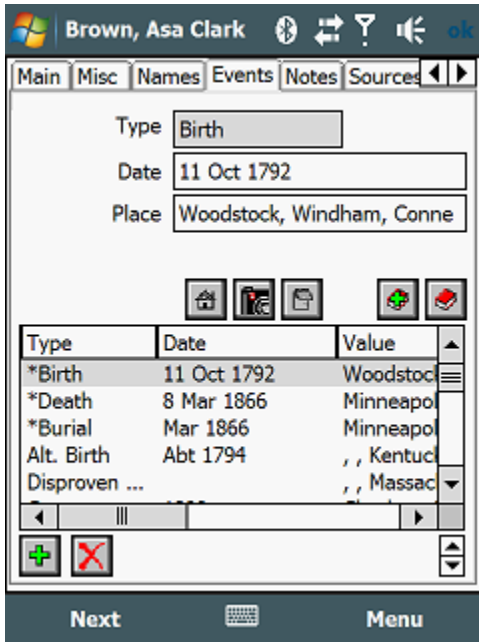 Brown, Asa Clark ok
Main Misc Names Events Notes Sources
Type Birth
Date 11 Oct 1792
Place Woodstock, Windham, Conne
Type Date Value
*Birth 11 Oct 1792 Woodstock
*Death 8 Mar 1866 Minneapol
*Burial Mar 1866 Minneapol
Alt. Birth Abt 1794 , , Kentuck
Disproven ... , , Massac
Next Menu